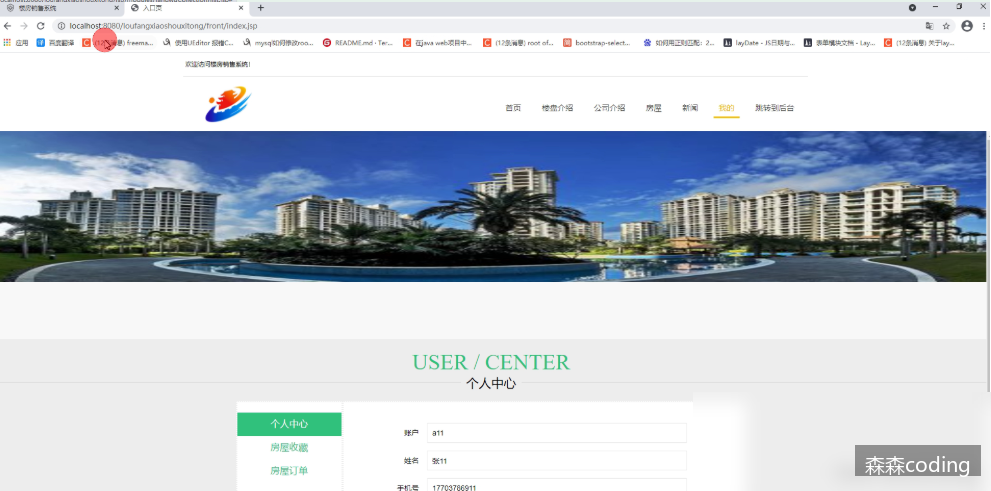 楼房销售系统
入口页
localhost:8080/loufangxiaoshouxitong/front/index.jsp
应用 百度翻译 (12条消息) freema... 使用UEditor 报错C... mysql如何修改roo... README.md · Ter... 在java web项目中... (12条消息) root of... bootstrap-select... 如何用正则匹配：2... layDate - JS日期与... 表单模块文档 - Lay... (12条消息) 关于lay...
欢迎访问楼房销售系统!
首页 楼盘介绍 公司介绍 房屋 新闻 我的 跳转到后台
USER / CENTER
个人中心
个人中心
房屋收藏
房屋订单
账户 a11
姓名 张11
手机号 17703786911
森森coding